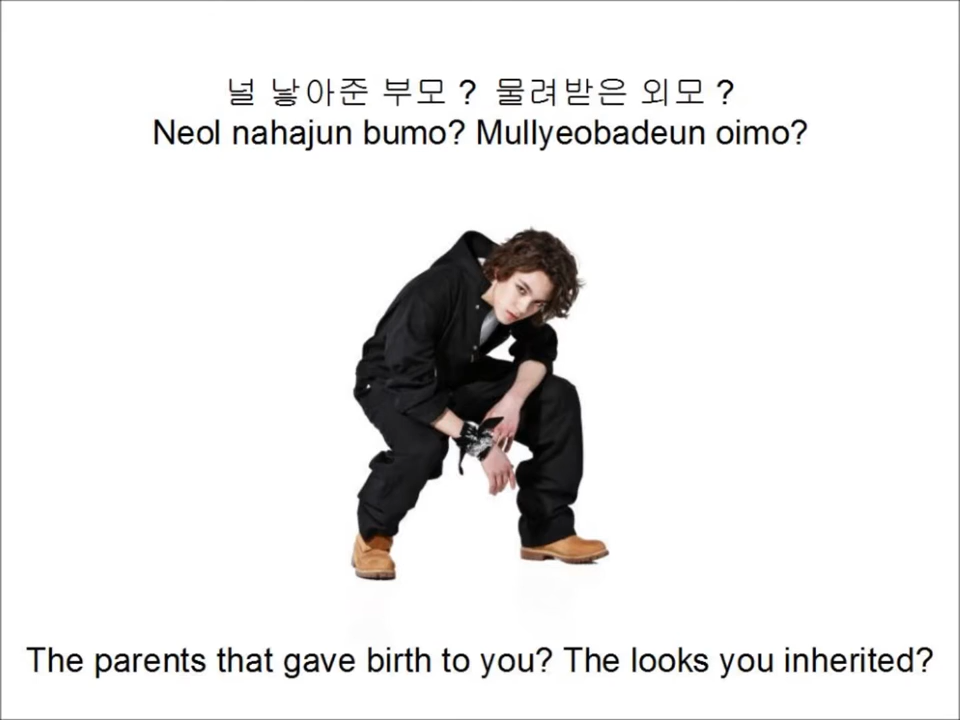 널 낳아준 부모 ? 물려받은 외모 ?
Neol nahajun bumo? Mullyeobadeun oimo?
The parents that gave birth to you? The looks you inherited?